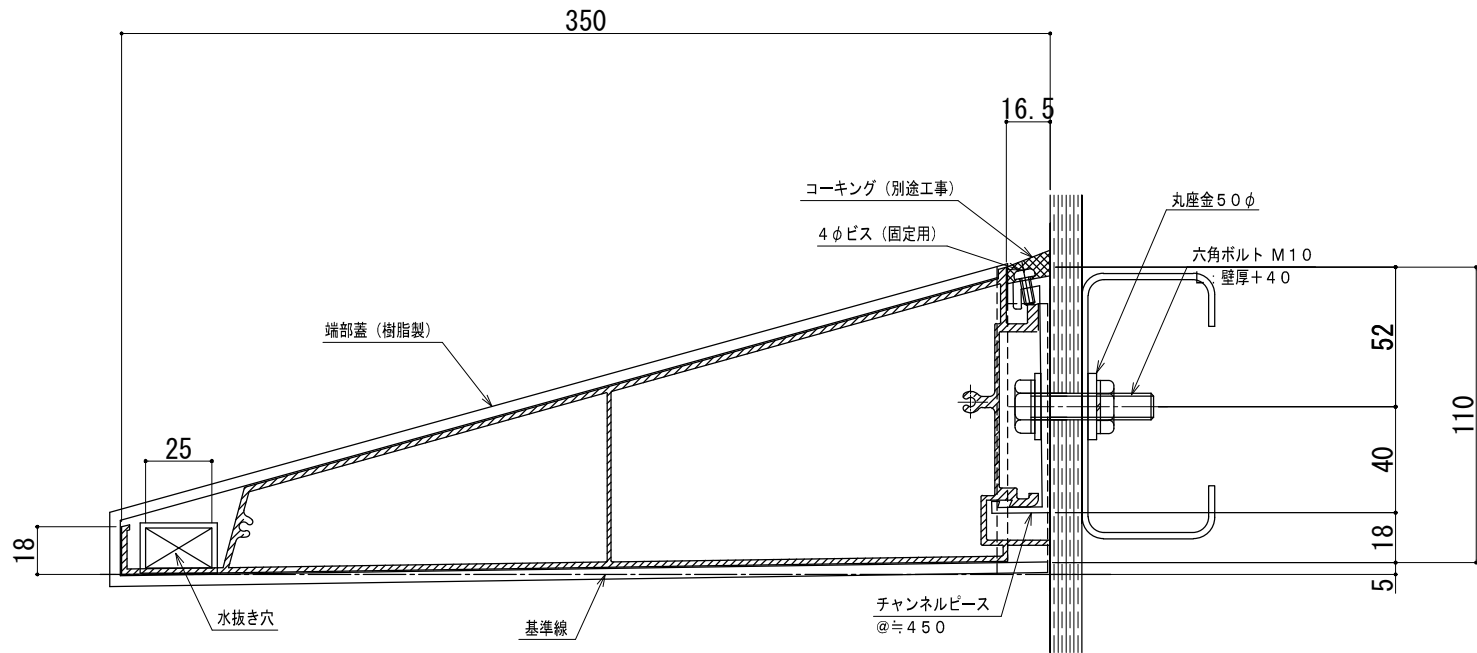 350
16.5
コーキング（別途工事）
丸座金５０φ
４φビス（固定用）
六角ボルト Ｍ１０
壁厚＋４０
端部蓋（樹脂製）
52
110
25
40
18
18
5
水抜き穴
基準線
チャンネルピース
＠≒４５０